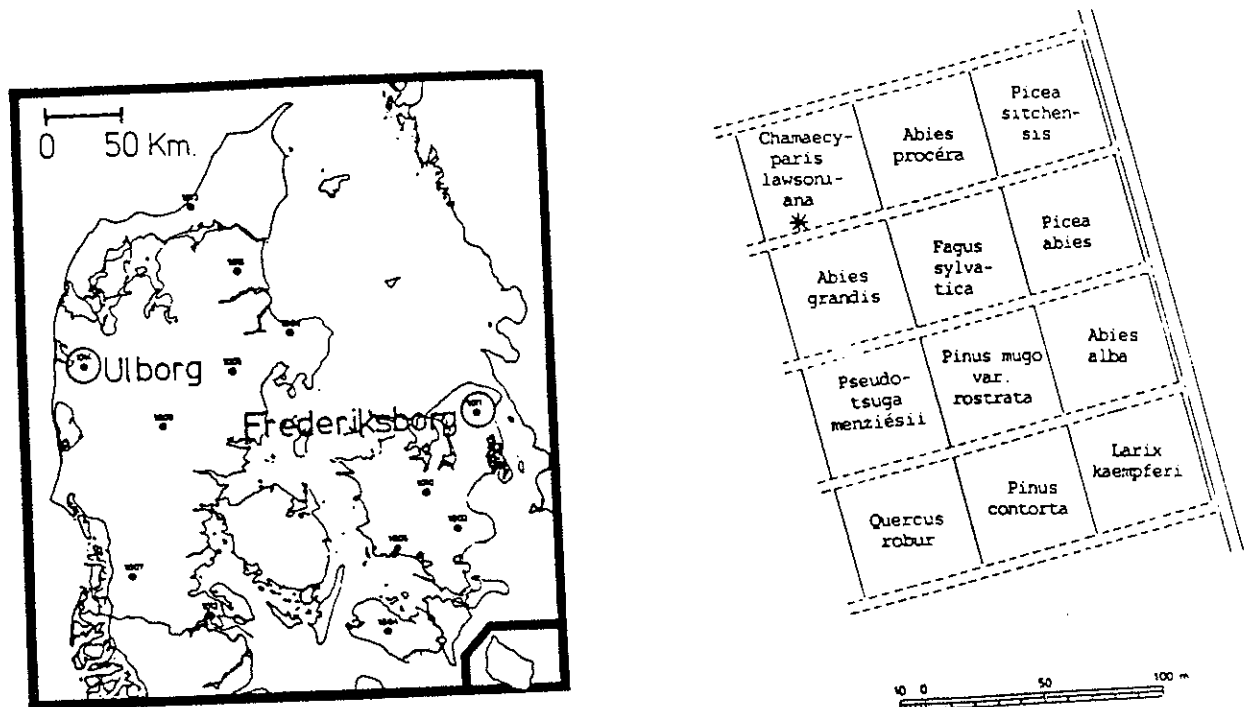 0 50 Km.
Ulborg
Frederiksborg
1007
Chamaecy-
paris
lawsoni-
ana
Abies
procéra
Picea
sitchen-
sis
Abies
grandis
Fagus
sylva-
tica
Picea
abies
Pseudo-
tsuga
menziésii
Pinus mugo
var.
rostrata
Abies
alba
Quercus
robur
Pinus
contorta
Larix
kaempferi
10 0 50 100 m